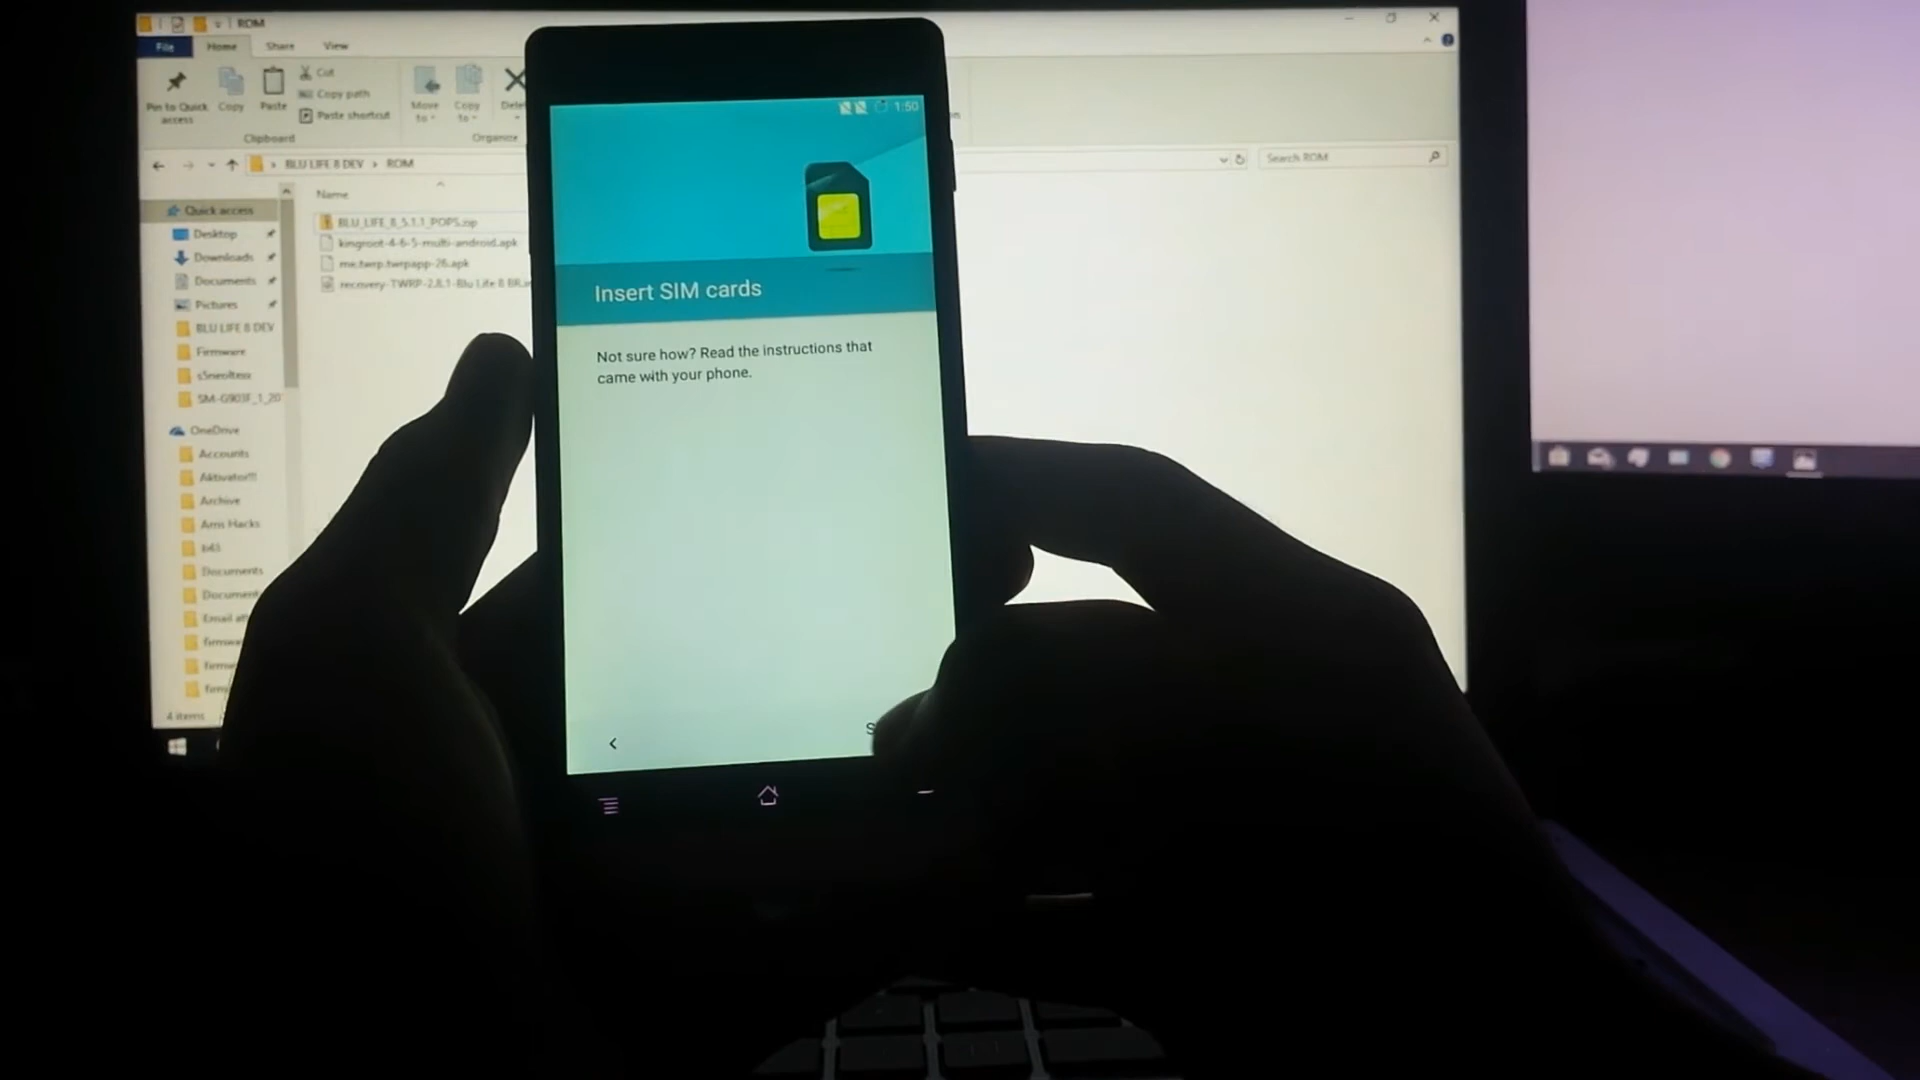 ROM
File Home Share View
Pin to Quick access
Copy
Paste
Cut
Copy path
Paste shortcut
Clipboard
Move to
Copy to
Organize
BLU LIFE 8 DEV > ROM
Search ROM
Name
BLU_LIFE_8_5.1.1_POPS.zip
kingroot-4-6-5-multi-android.apk
me.twrp.twrpapp-26.apk
recovery-TWRP-2.8.1-Blu Life 8 BR
Quick access
Desktop
Downloads
Documents
Pictures
BLU LIFE 8 DEV
Firmware
SM-G903F_1_20
OneDrive
Accounts
Aktivator!!!
Archive
Arns Hacks
Documents
Document
Email at
firmwa
4 items
1:50
Insert SIM cards
Not sure how? Read the instructions that
came with your phone.